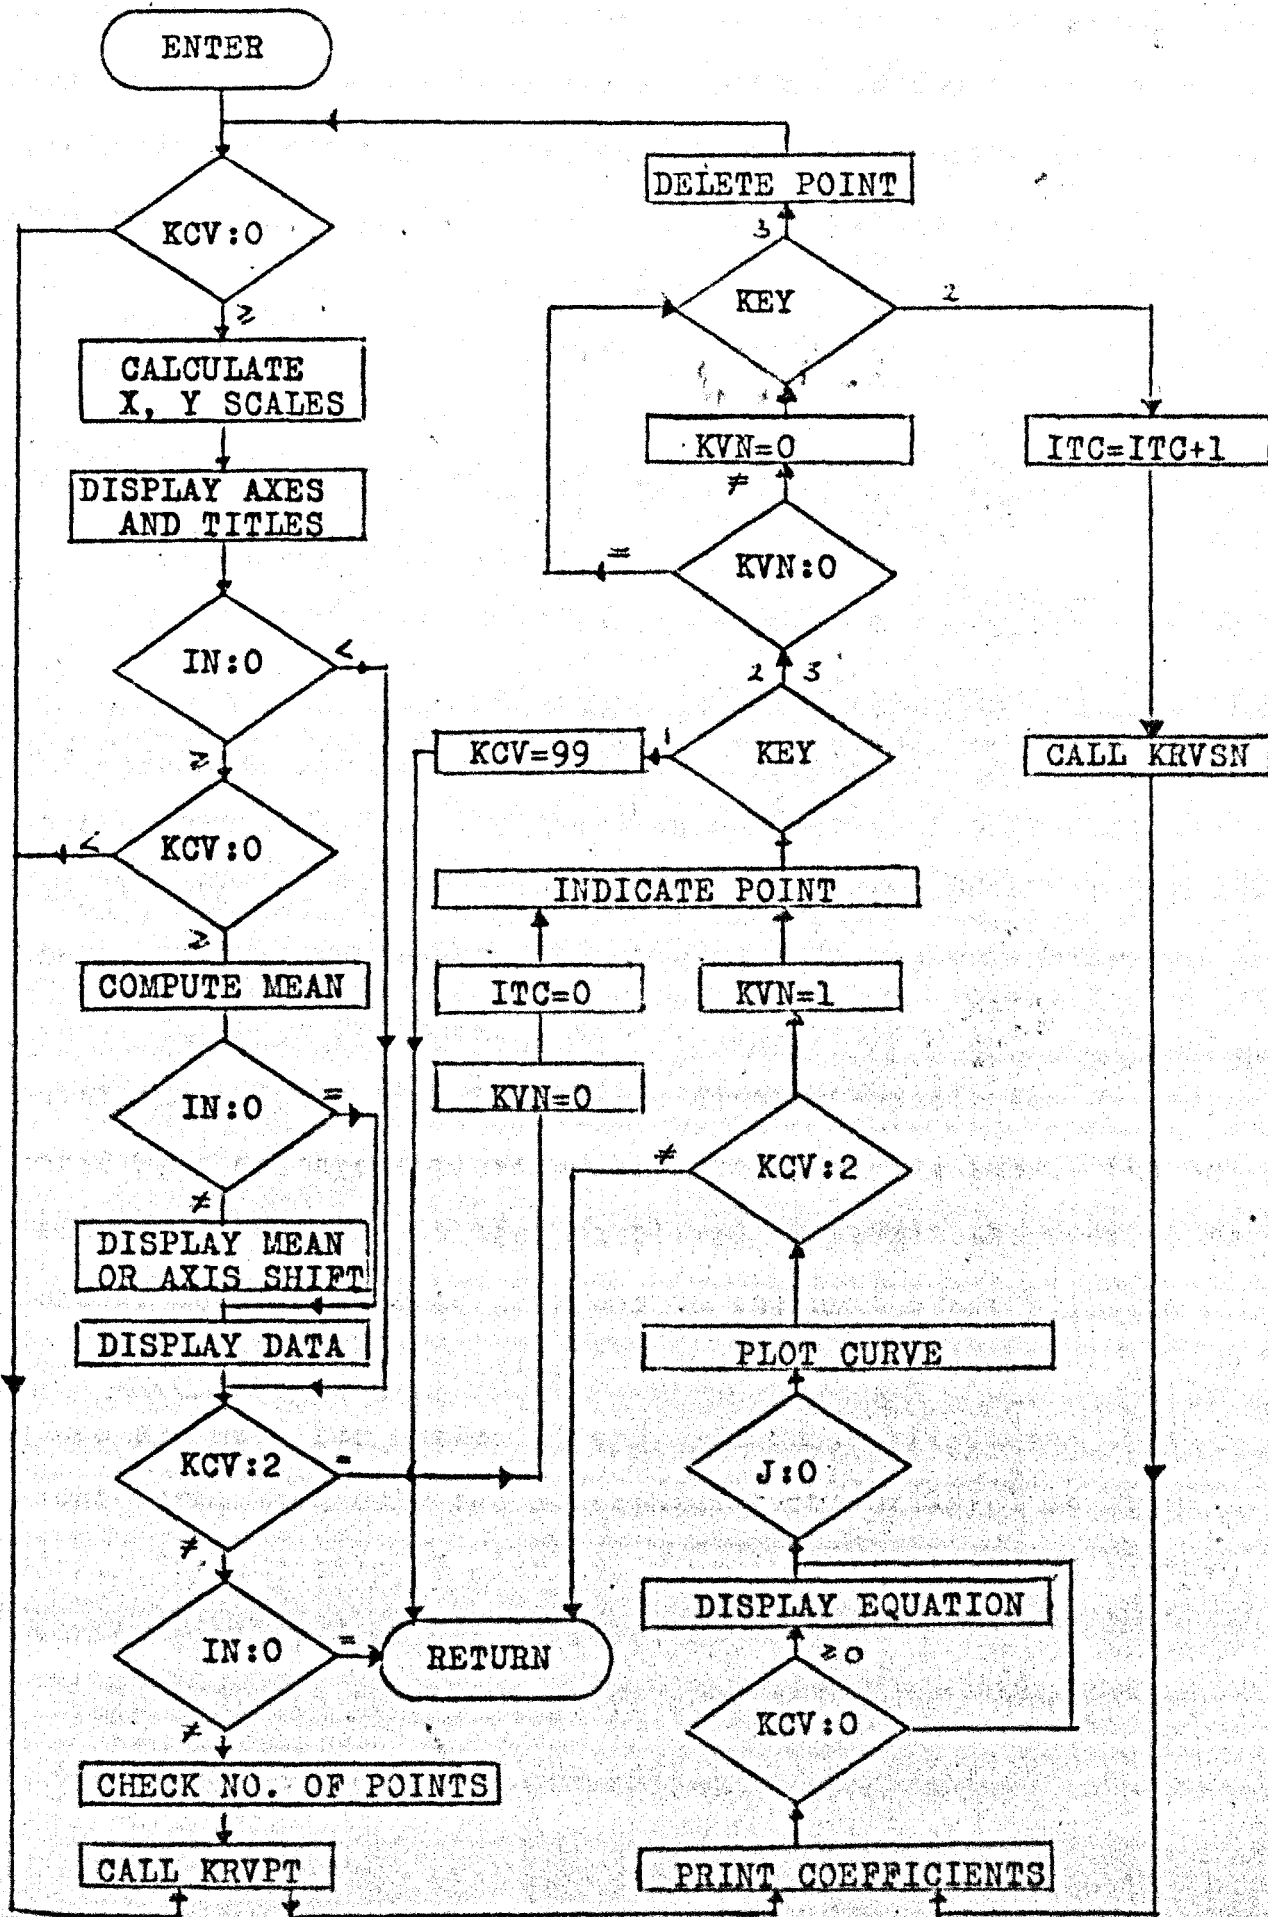 ENTER
KCV:0
≥
CALCULATE
X, Y SCALES
DISPLAY AXES
AND TITLES
IN:0
<
≥
KCV:0
<
≥
COMPUTE MEAN
IN:0
=
≠
DISPLAY MEAN
OR AXIS SHIFT
DISPLAY DATA
KCV:2
=
≠
IN:0
=
≠
CHECK NO. OF POINTS
CALL KRVPT
RETURN
DELETE POINT
3
KEY
2
KVN=0
≠
KVN:0
=
2 3
KEY
1
KCV=99
INDICATE POINT
ITC=0
KVN=1
KVN=0
KCV:2
≠
PLOT CURVE
J:0
DISPLAY EQUATION
≥0
KCV:0
PRINT COEFFICIENTS
ITC=ITC+1
CALL KRVSN